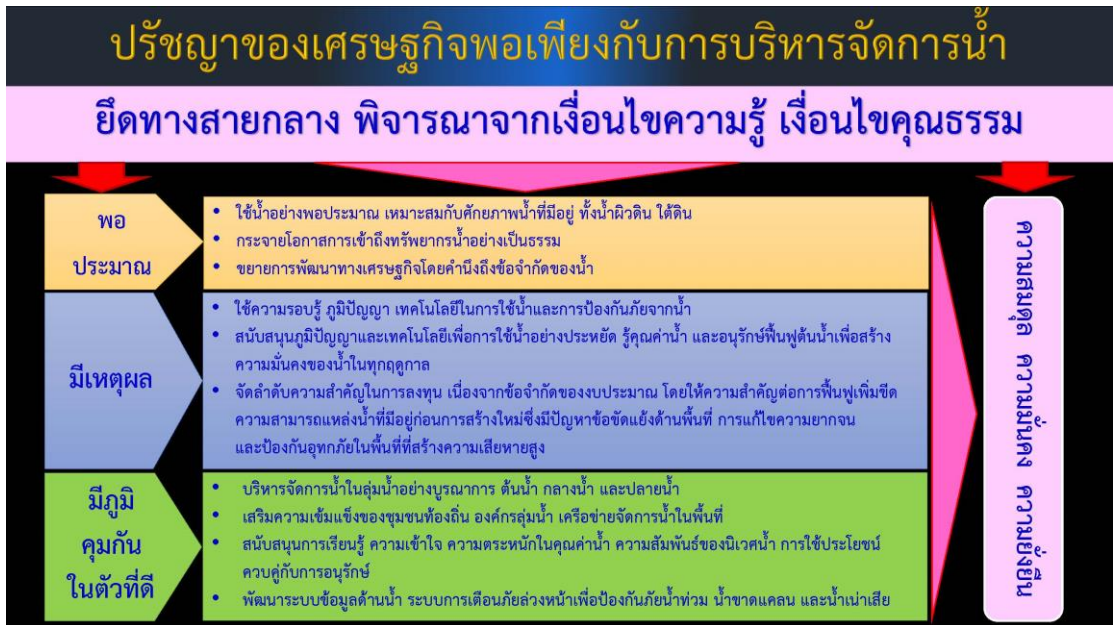 ปรัชญาของเศรษฐกิจพอเพียงกับการบริหารจัดการน้ำ
ยึดทางสายกลาง พิจารณาจากเงื่อนไขความรู้ เงื่อนไขคุณธรรม
พอ
ประมาณ
• ใช้น้ำอย่างพอประมาณ เหมาะสมกับศักยภาพน้ำที่มีอยู่ ทั้งน้ำผิวดิน ใต้ดิน
• กระจายโอกาสการเข้าถึงทรัพยากรน้ำอย่างเป็นธรรม
• ขยายการพัฒนาทางเศรษฐกิจโดยคำนึงถึงข้อจำกัดของน้ำ
มีเหตุผล
• ใช้ความรอบรู้ ภูมิปัญญา เทคโนโลยีในการใช้น้ำและการป้องกันภัยจากน้ำ
• สนับสนุนภูมิปัญญาและเทคโนโลยีเพื่อการใช้น้ำอย่างประหยัด รู้คุณค่าน้ำ และอนุรักษ์ฟื้นฟูต้นน้ำเพื่อสร้าง
ความมั่นคงของน้ำในทุกฤดูกาล
• จัดลำดับความสำคัญในการลงทุน เนื่องจากข้อจำกัดของงบประมาณ โดยให้ความสำคัญต่อการฟื้นฟูเพิ่มขีด
ความสามารถแหล่งน้ำที่มีอยู่ก่อนการสร้างใหม่ซึ่งมีปัญหาข้อขัดแย้งด้านพื้นที่ การแก้ไขความยากจน
และป้องกันอุทกภัยในพื้นที่ที่สร้างความเสียหายสูง
มีภูมิ
คุมกัน
ในตัวที่ดี
• บริหารจัดการน้ำในลุ่มน้ำอย่างบูรณาการ ต้นน้ำ กลางน้ำ และปลายน้ำ
• เสริมความเข้มแข็งของชุมชนท้องถิ่น องค์กรลุ่มน้ำ เครือข่ายจัดการน้ำในพื้นที่
• สนับสนุนการเรียนรู้ ความเข้าใจ ความตระหนักในคุณค่าน้ำ ความสัมพันธ์ของนิเวศน้ำ การใช้ประโยชน์
ควบคู่กับการอนุรักษ์
• พัฒนาระบบข้อมูลด้านน้ำ ระบบการเตือนภัยล่วงหน้าเพื่อป้องกันภัยน้ำท่วม น้ำขาดแคลน และน้ำเน่าเสีย
ความสมดุล ความมั่นคง ความยั่งยืน